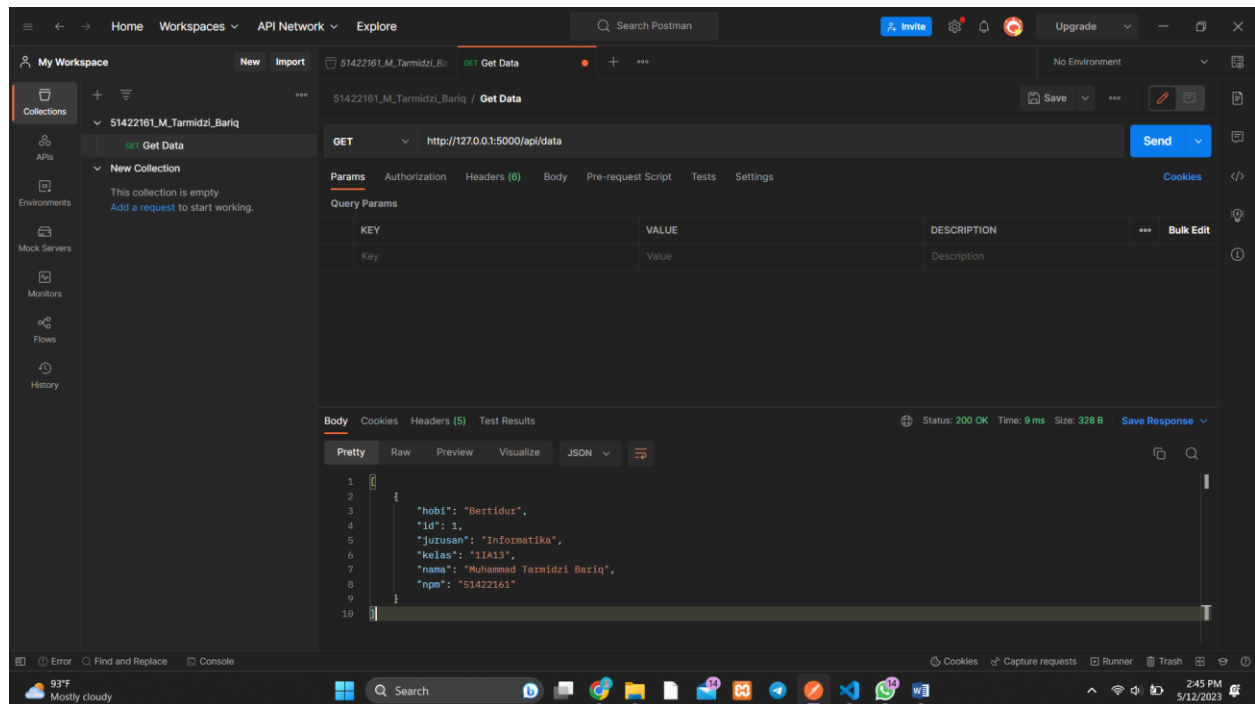 Home Workspaces API Network Explore Search Postman Invite Upgrade
My Workspace New Import 51422161_M_Tarmidzi_Ba GET Get Data No Environment
Collections
APIs
Environments
Mock Servers
Monitors
Flows
History
51422161_M_Tarmidzi_Bariq
GET Get Data
New Collection
This collection is empty
Add a request to start working.
51422161_M_Tarmidzi_Bariq / Get Data Save
GET http://127.0.0.1:5000/api/data Send
Params Authorization Headers (6) Body Pre-request Script Tests Settings Cookies
Query Params
KEY VALUE DESCRIPTION Bulk Edit
Key Value Description
Body Cookies Headers (5) Test Results Status: 200 OK Time: 9 ms Size: 328 B Save Response
Pretty Raw Preview Visualize JSON
1 [
2 {
3 "hobi": "Bertidur",
4 "id": 1,
5 "jurusan": "Informatika",
6 "kelas": "1IA13",
7 "nama": "Muhammad Tarmidzi Bariq",
8 "npm": "51422161"
9 }
10 ]
Error Find and Replace Console Cookies Capture requests Runner Trash
93°F
Mostly cloudy
Search
14
14
2:45 PM
5/12/2023